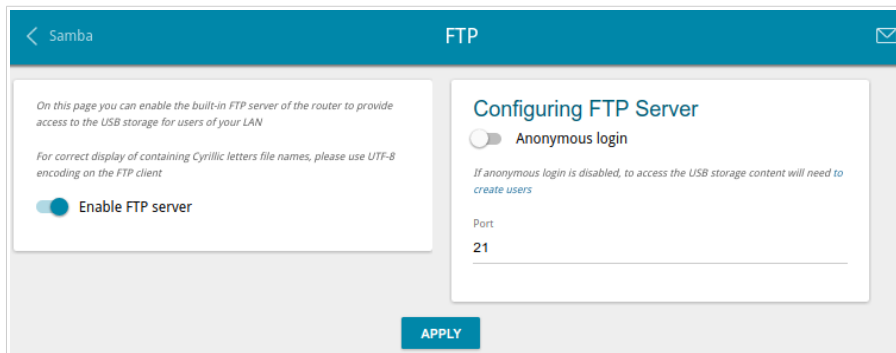 Samba
FTP
On this page you can enable the built-in FTP server of the router to provide
access to the USB storage for users of your LAN
For correct display of containing Cyrillic letters file names, please use UTF-8
encoding on the FTP client
Enable FTP server
Configuring FTP Server
Anonymous login
If anonymous login is disabled, to access the USB storage content will need to
create users
Port
21
APPLY